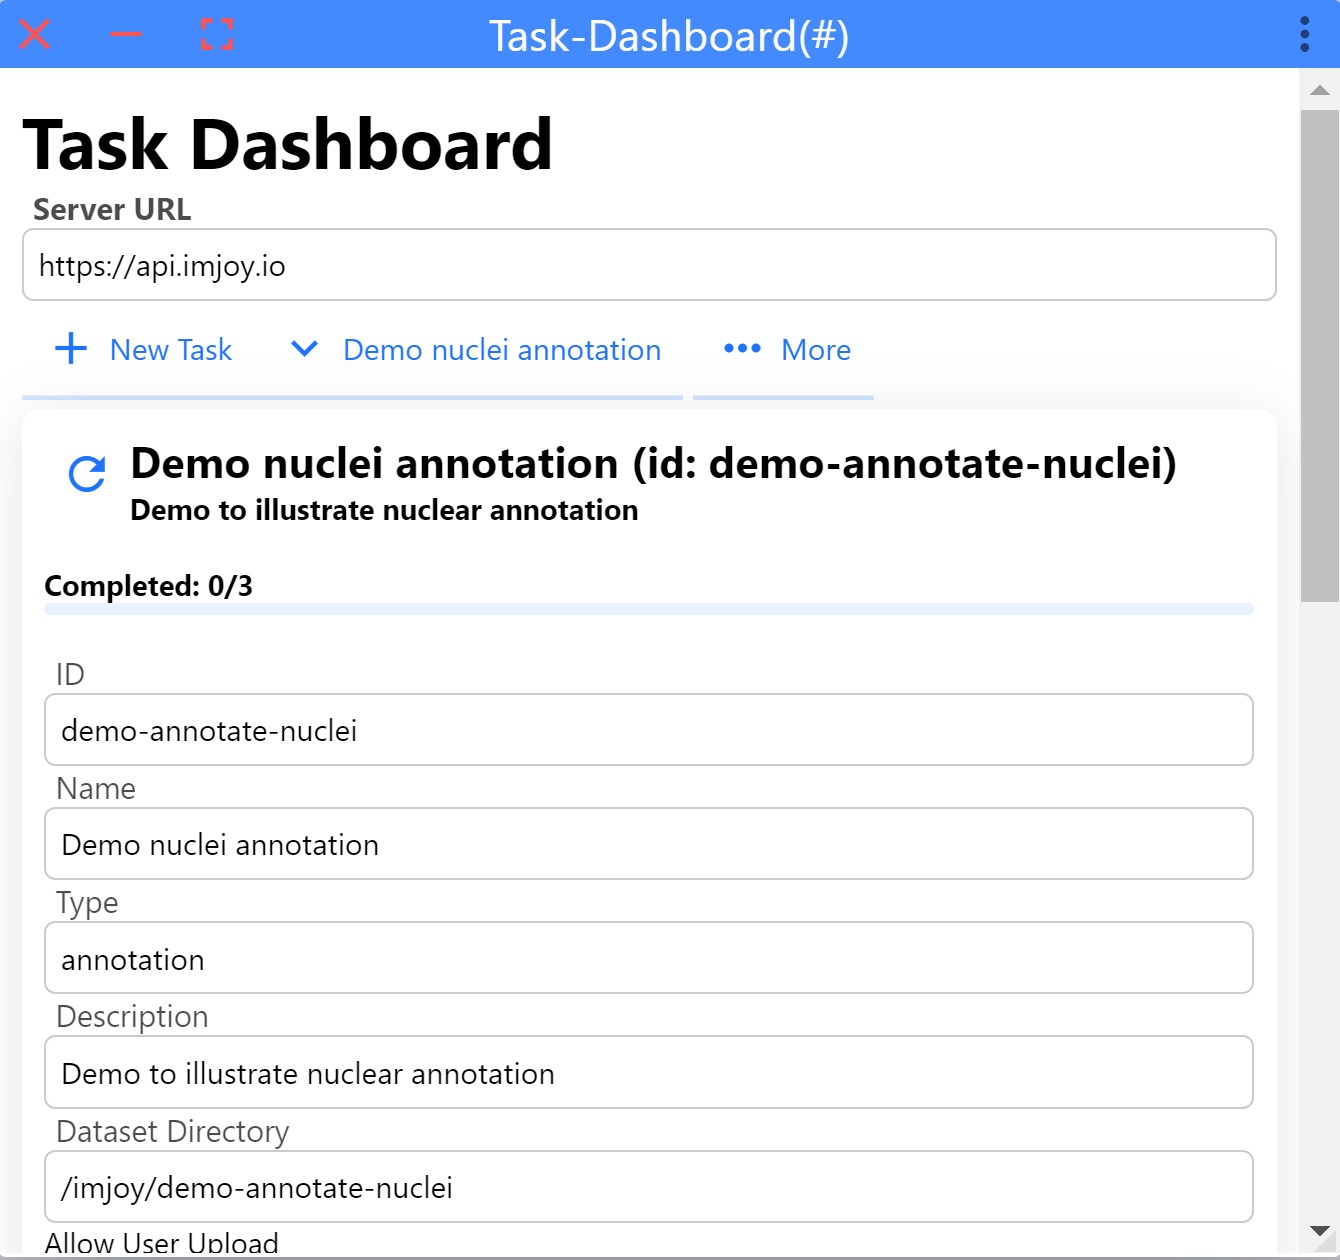 Task-Dashboard(#)
Task Dashboard
Server URL
https://api.imjoy.io
New Task Demo nuclei annotation More
Demo nuclei annotation (id: demo-annotate-nuclei)
Demo to illustrate nuclear annotation
Completed: 0/3
ID
demo-annotate-nuclei
Name
Demo nuclei annotation
Type
annotation
Description
Demo to illustrate nuclear annotation
Dataset Directory
/imjoy/demo-annotate-nuclei
Allow User Upload